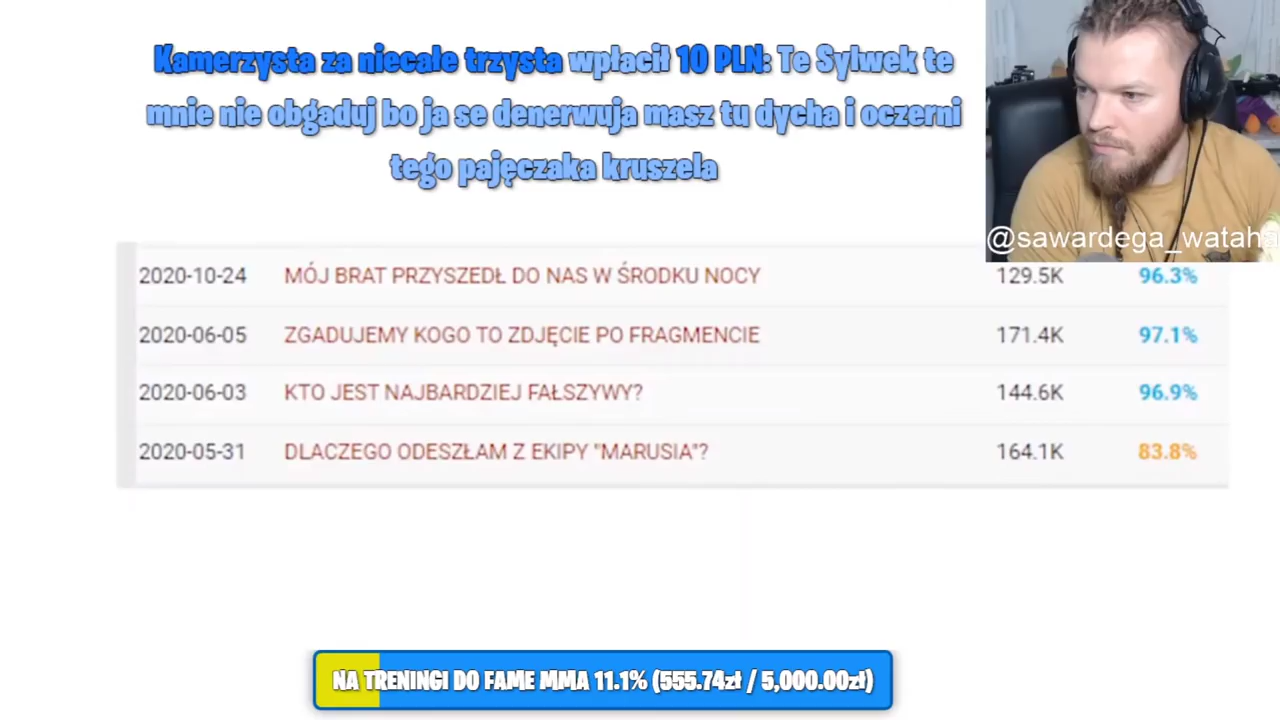 Kamerzysta za niecałe trzysta wpłacił 10 PLN: Te Sylwek te
mnie nie obgaduj bo ja se denerwuja masz tu dycha i oczerni
tego pajęczaka kruszela
@sawardega_wataha
2020-10-24 MÓJ BRAT PRZYSZEDŁ DO NAS W ŚRODKU NOCY 129.5K 96.3%
2020-06-05 ZGADUJEMY KOGO TO ZDJĘCIE PO FRAGMENCIE 171.4K 97.1%
2020-06-03 KTO JEST NAJBARDZIEJ FAŁSZYWY? 144.6K 96.9%
2020-05-31 DLACZEGO ODESZŁAM Z EKIPY "MARUSIA"? 164.1K 83.8%
NA TRENINGI DO FAME MMA 11.1% (555.74zł / 5,000.00zł)